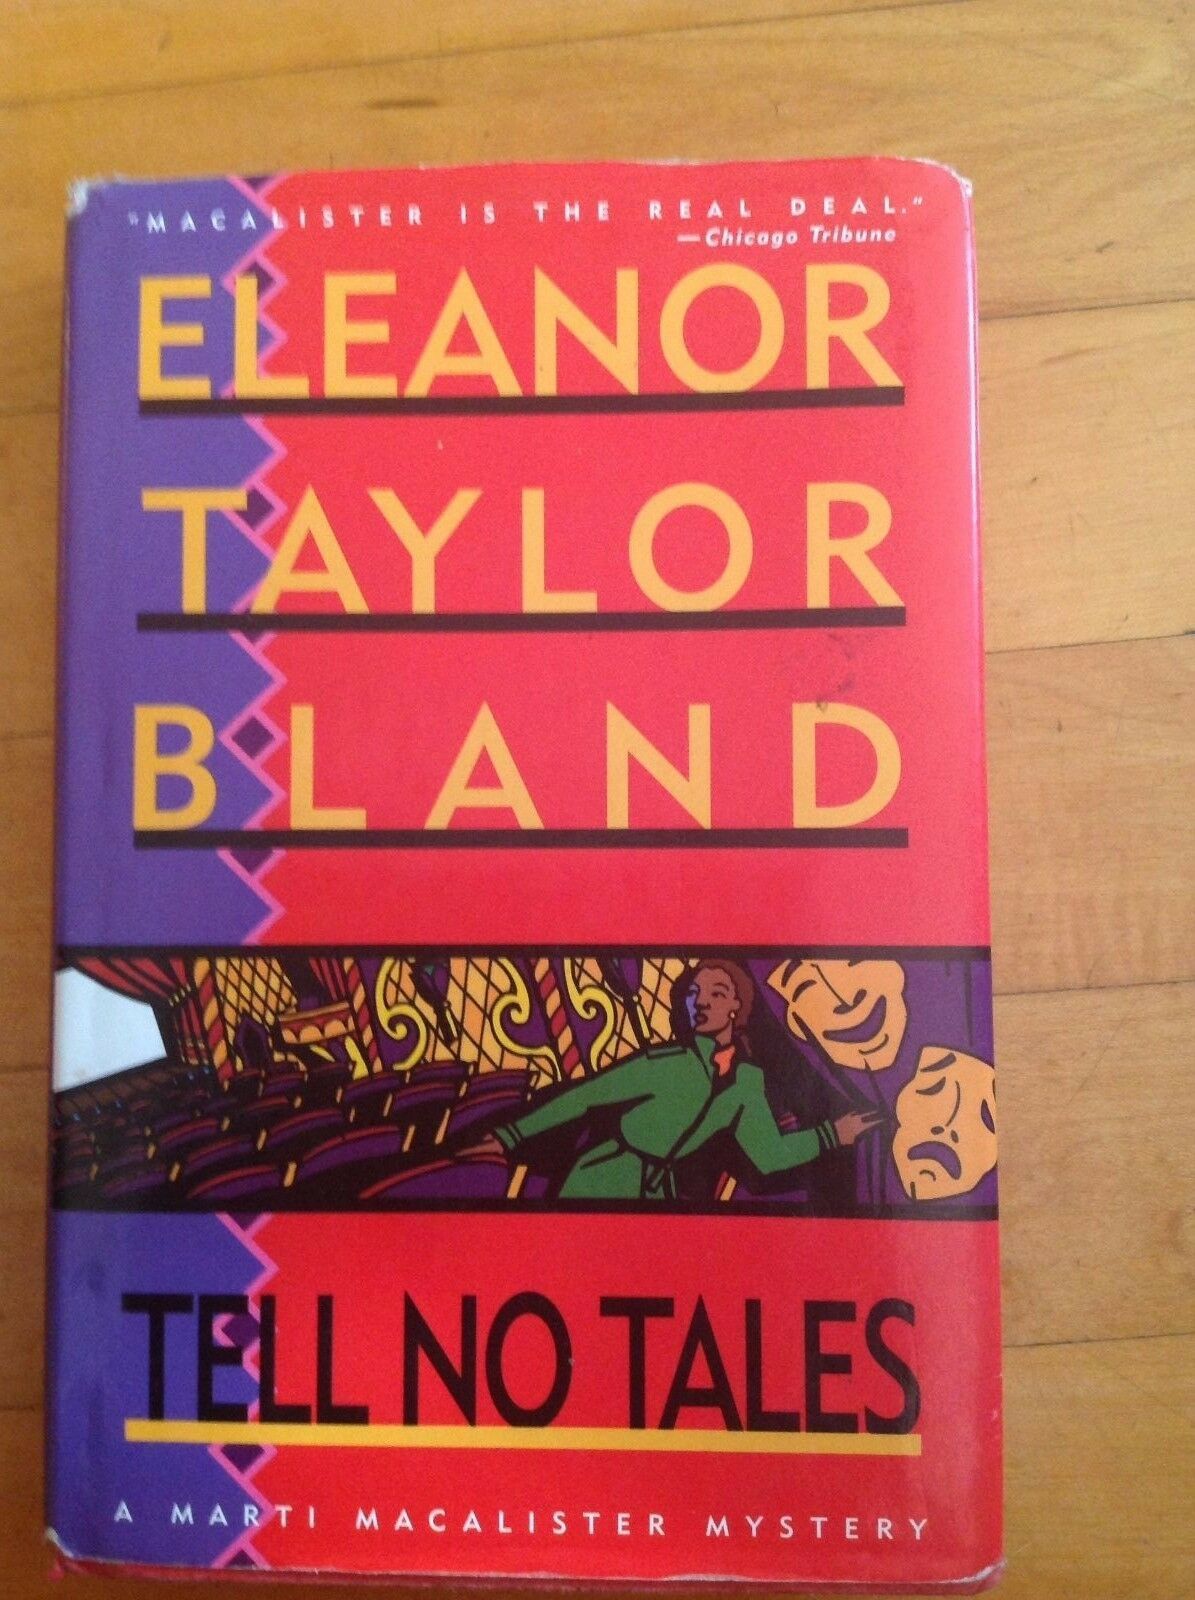 "MACALISTER IS THE REAL DEAL."
—Chicago Tribune
ELEANOR
TAYLOR
BLAND
TELL NO TALES
A MARTI MACALISTER MYSTERY